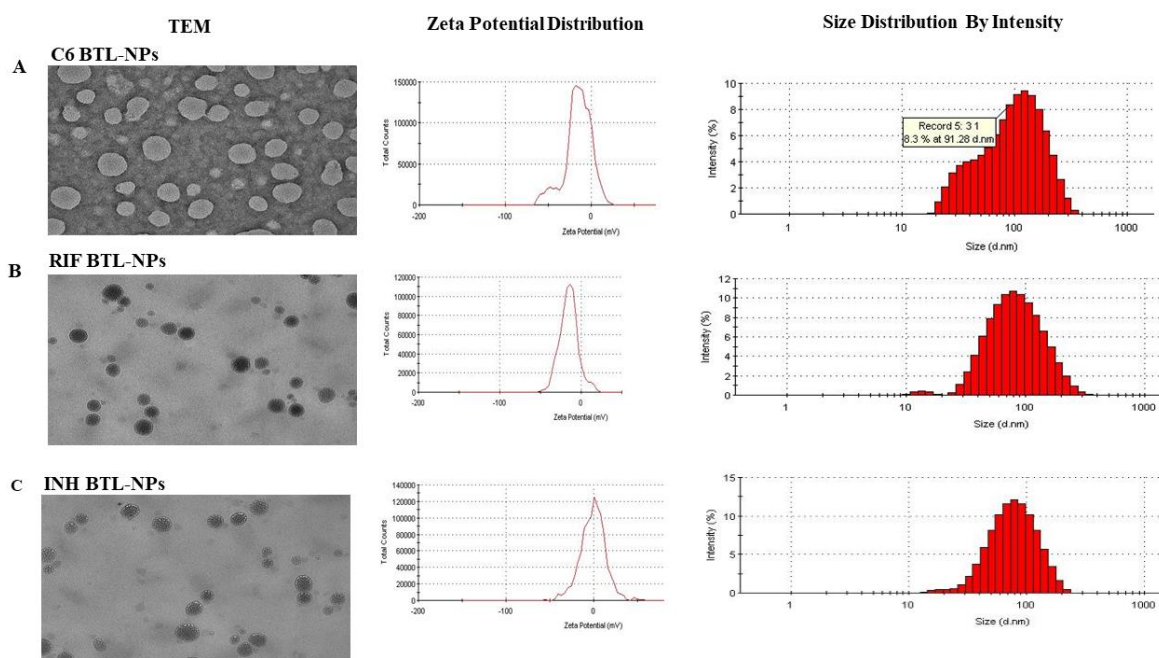 TEM
Zeta Potential Distribution
Size Distribution By Intensity
A
C6 BTL-NPs
150000
100000
50000
0
Total Counts
-200
-100
0
Zeta Potential (mV)
10
8
6
4
2
0
Intensity (%)
Record 5: 3 1
8.3 % at 91.28 d.nm
1
10
100
1000
Size (d.nm)
B
RIF BTL-NPs
120000
100000
80000
60000
40000
20000
0
Total Counts
-200
-100
0
Zeta Potential (mV)
12
10
8
6
4
2
0
Intensity (%)
1
10
100
1000
Size (d.nm)
C
INH BTL-NPs
140000
120000
100000
80000
60000
40000
20000
0
Total Counts
-200
-100
0
Zeta Potential (mV)
15
10
5
0
Intensity (%)
1
10
100
1000
Size (d.nm)